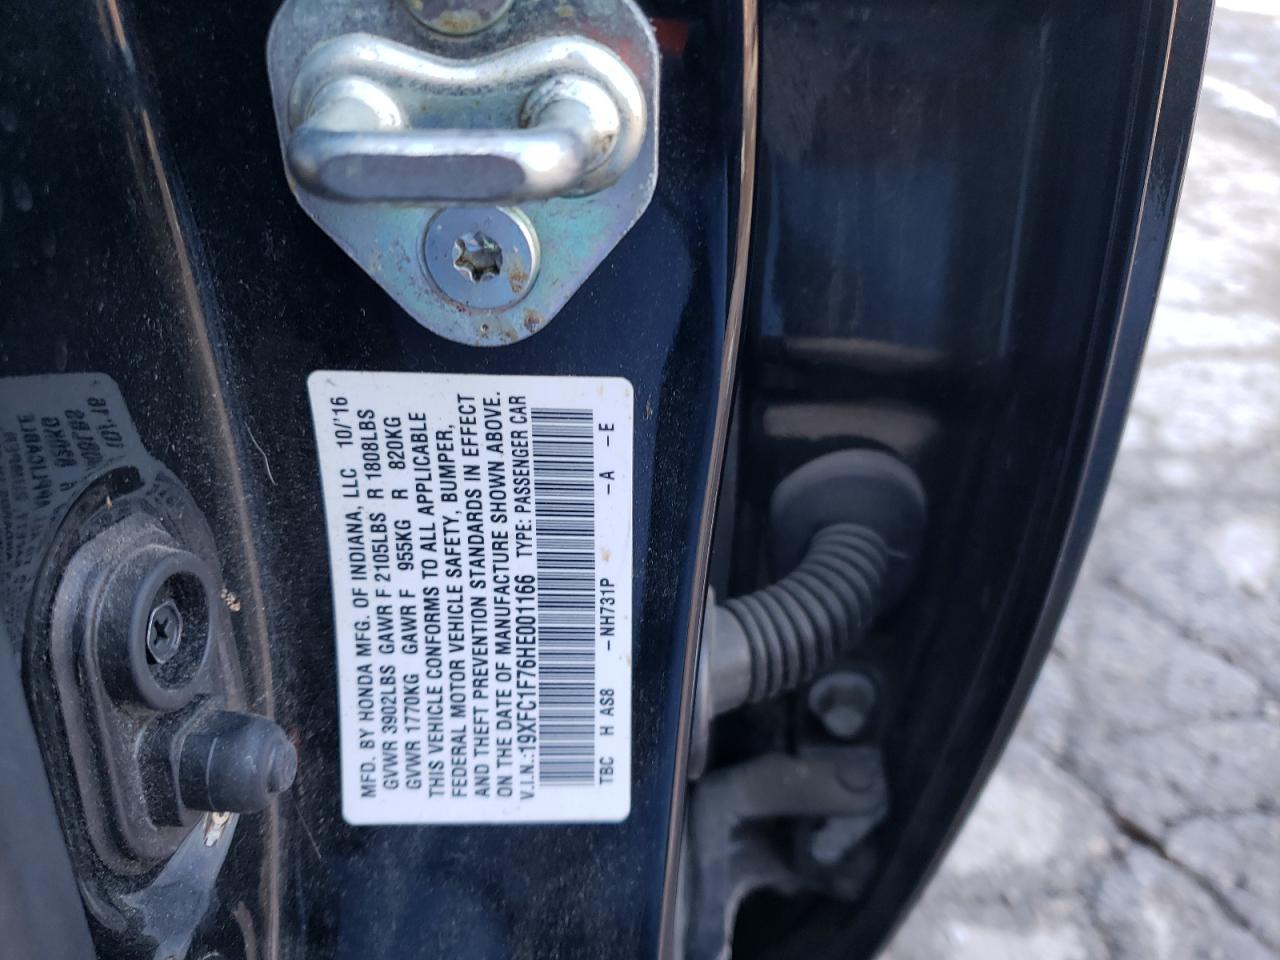 MFD. BY HONDA MFG. OF INDIANA, LLC 10/'16
GVWR 3902LBS GAWR F 2105LBS R 1808LBS
GVWR 1770KG GAWR F 955KG R 820KG
THIS VEHICLE CONFORMS TO ALL APPLICABLE
FEDERAL MOTOR VEHICLE SAFETY, BUMPER,
AND THEFT PREVENTION STANDARDS IN EFFECT
ON THE DATE OF MANUFACTURE SHOWN ABOVE.
V.I.N.:19XFC1F76HE001166 TYPE: PASSENGER CAR
TBC H AS8 -NH731P -A -E